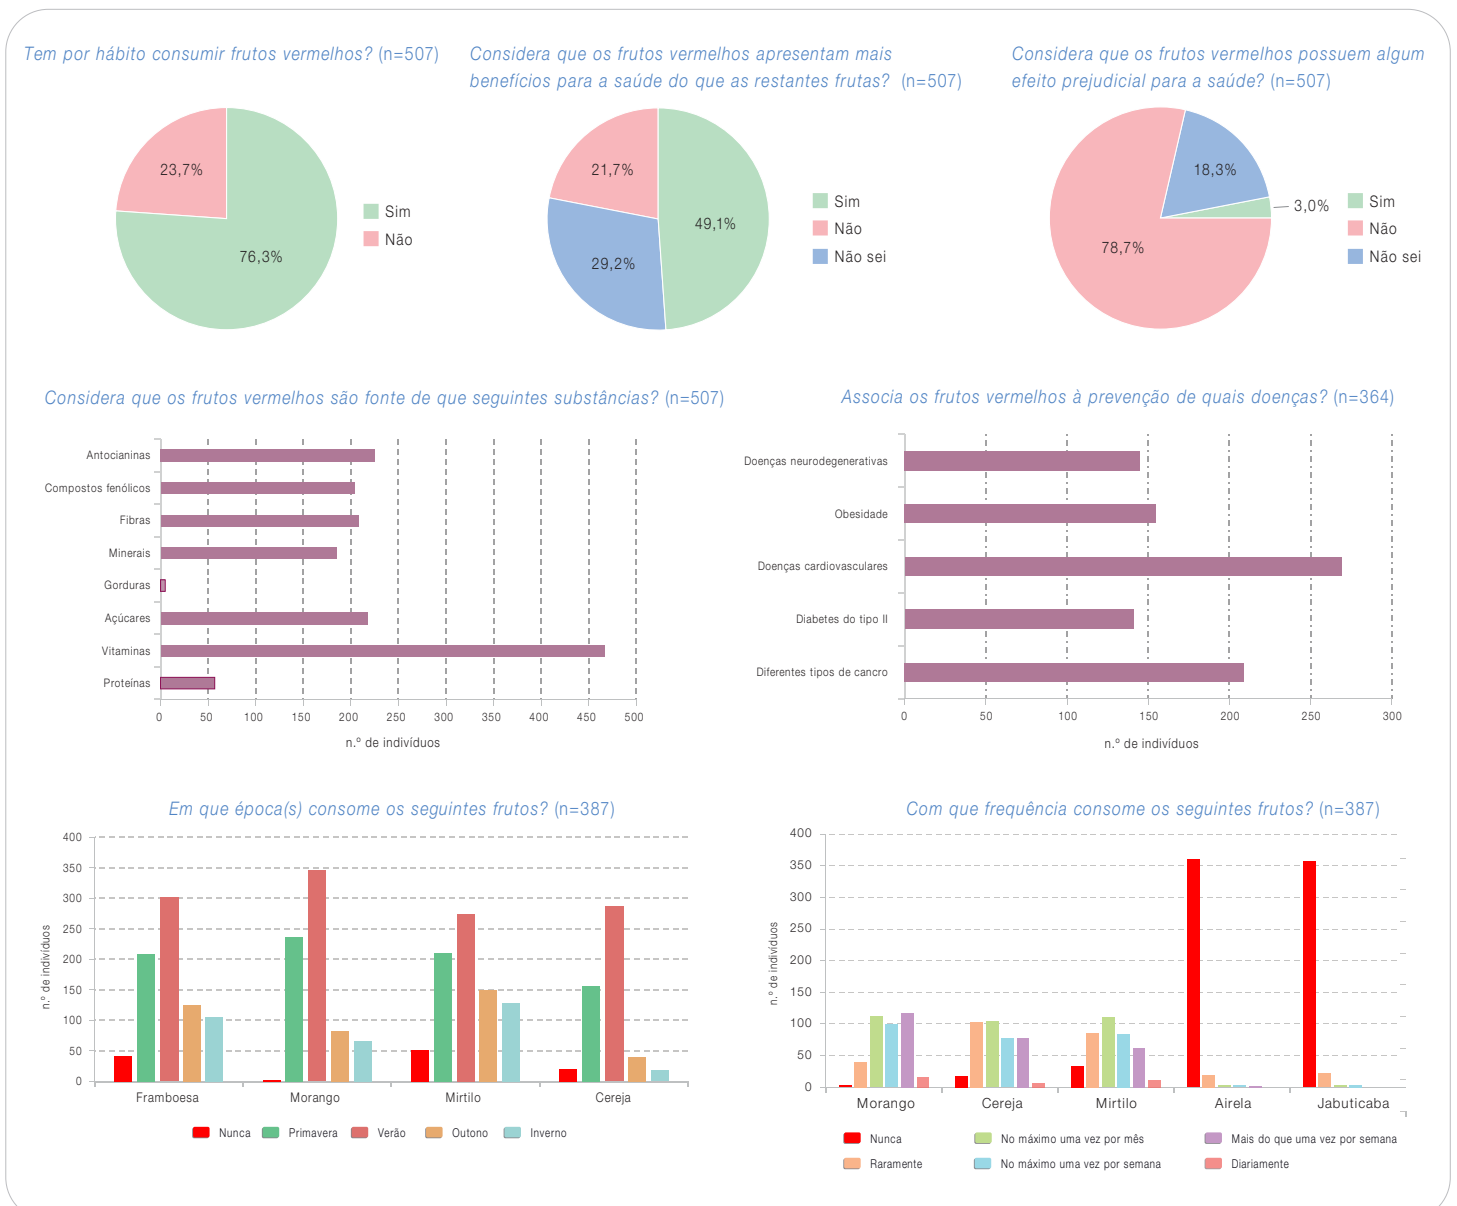 Tem por hábito consumir frutos vermelhos? (n=507)
Considera que os frutos vermelhos apresentam mais
benefícios para a saúde do que as restantes frutas? (n=507)
Considera que os frutos vermelhos possuem algum
efeito prejudicial para a saúde? (n=507)
23,7%
76,3%
Sim
Não
21,7%
49,1%
29,2%
Sim
Não
Não sei
18,3%
3,0%
78,7%
Sim
Não
Não sei
Considera que os frutos vermelhos são fonte de que seguintes substâncias? (n=507)
Antocianinas
Compostos fenólicos
Fibras
Minerais
Gorduras
Açúcares
Vitaminas
Proteínas
0 50 100 150 200 250 300 350 400 450 500
n.º de indivíduos
Associa os frutos vermelhos à prevenção de quais doenças? (n=364)
Doenças neurodegenerativas
Obesidade
Doenças cardiovasculares
Diabetes do tipo II
Diferentes tipos de cancro
0 50 100 150 200 250 300
n.º de indivíduos
Em que época(s) consome os seguintes frutos? (n=387)
n.º de indivíduos
400
350
300
250
200
150
100
50
0
Framboesa Morango Mirtilo Cereja
Nunca Primavera Verão Outono Inverno
Com que frequência consome os seguintes frutos? (n=387)
n.º de indivíduos
400
350
300
250
200
150
100
50
0
Morango Cereja Mirtilo Airela Jabuticaba
Nunca No máximo uma vez por mês Mais do que uma vez por semana
Raramente No máximo uma vez por semana Diariamente